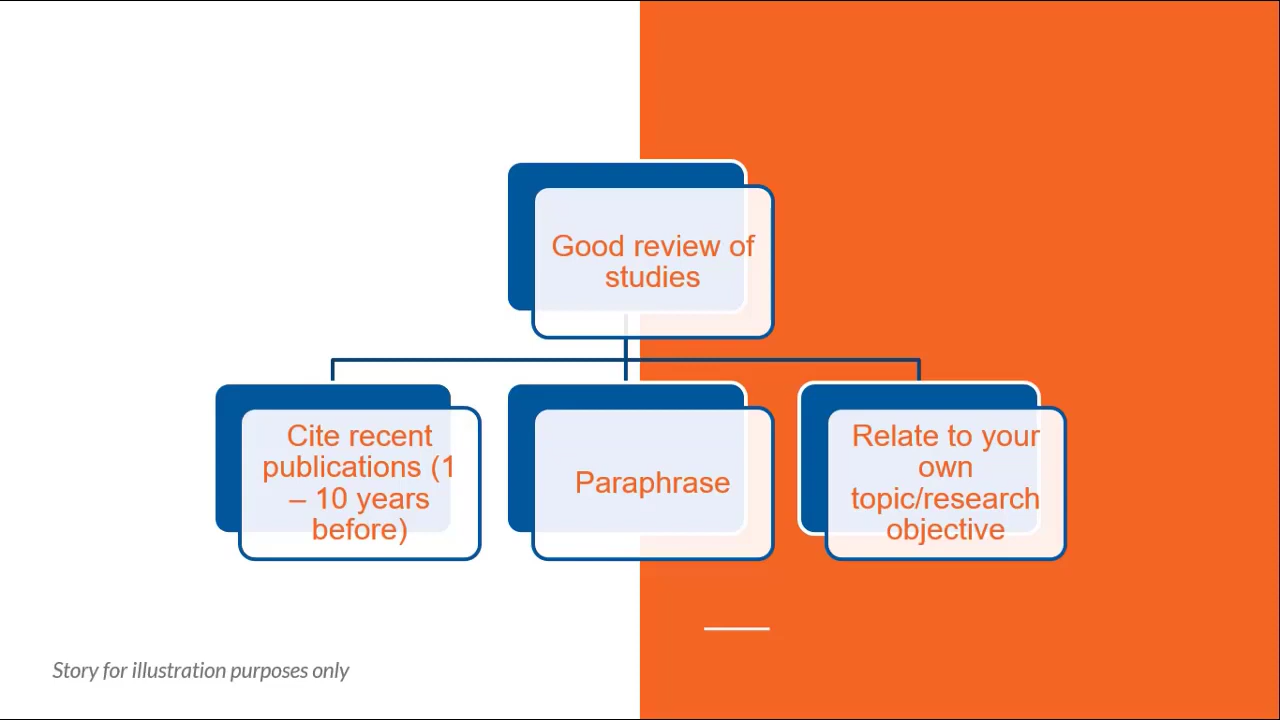 Good review of
studies
Cite recent
publications (1
– 10 years
before)
Paraphrase
Relate to your
own
topic/research
objective
Story for illustration purposes only